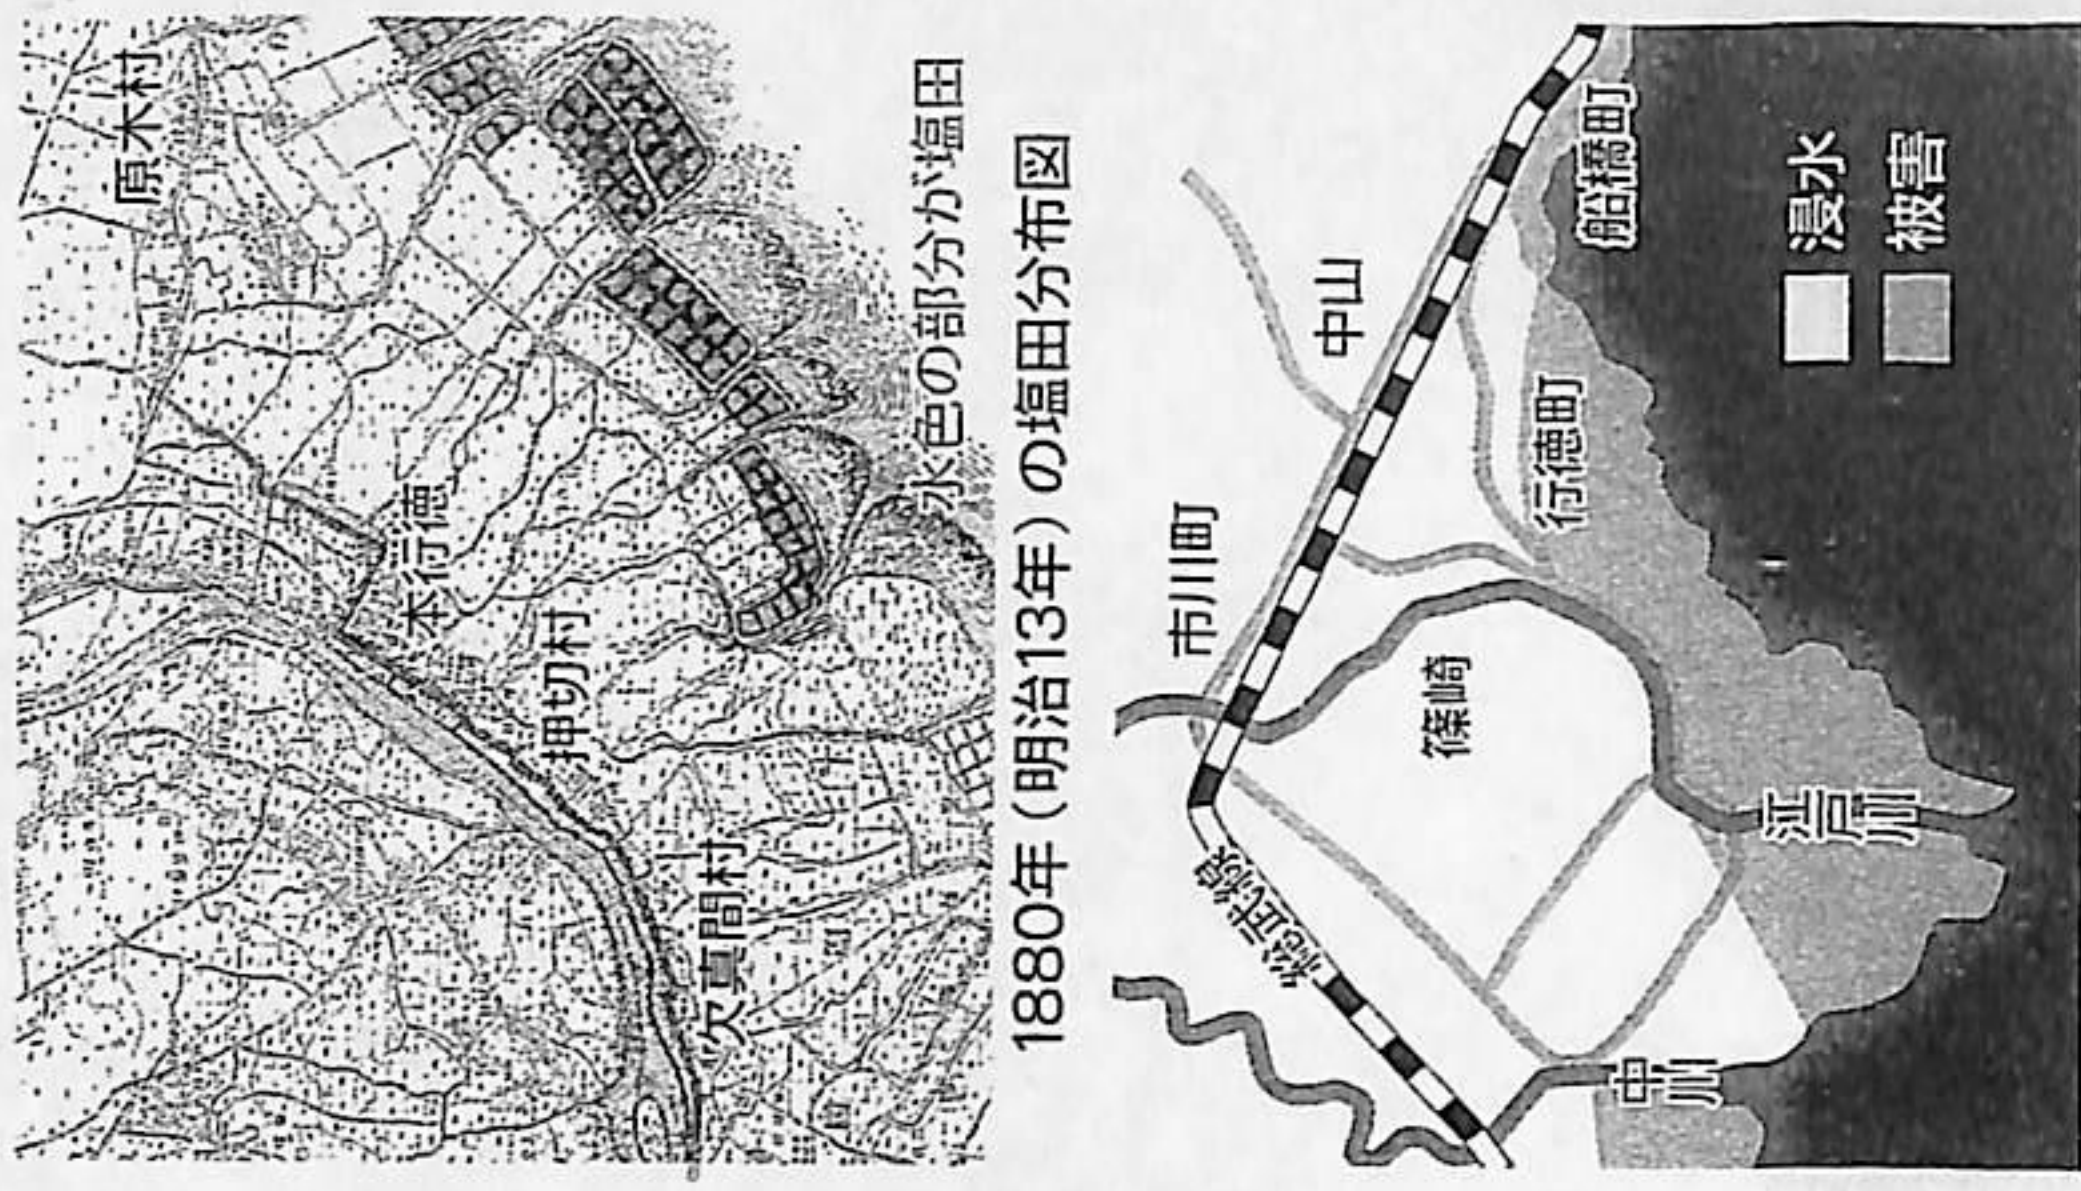 原木村
本行徳
押切村
欠真間村
水色の部分が塩田
1880年(明治13年)の塩田分布図
市川町
中山
船橋町
行徳町
篠崎
総武線
江戸川
中川
浸水
被害